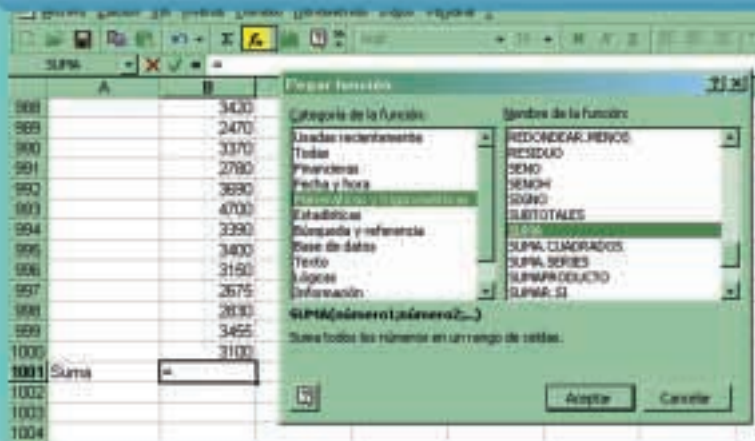 SUMA
=
A
B
988 3420
989 2470
990 3370
991 2780
992 3690
993 4700
994 3390
995 3400
996 3150
997 2675
998 2830
999 3455
1000 3100
1001 Suma =
1002
1003
1004
Pegar función
Categoría de la función:
Usadas recientemente
Todas
Financieras
Fecha y hora
Matemáticas y trigonométricas
Estadísticas
Búsqueda y referencia
Base de datos
Texto
Lógicas
Información
Nombre de la función:
REDONDEAR.MENOS
RESIDUO
SENO
SENOH
SIGNO
SUBTOTALES
SUMA
SUMA.CUADRADOS
SUMA.SERIES
SUMAPRODUCTO
SUMAR.SI
SUMA(número1;número2;...)
Suma todos los números en un rango de celdas.
Aceptar
Cancelar